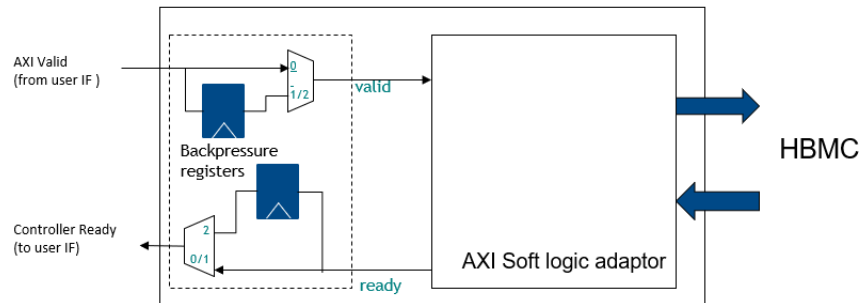 AXI Valid
(from user IF )
0
-
1/2
valid
Backpressure
registers
HBMC
Controller Ready
(to user IF)
2
0/1
ready
AXI Soft logic adaptor